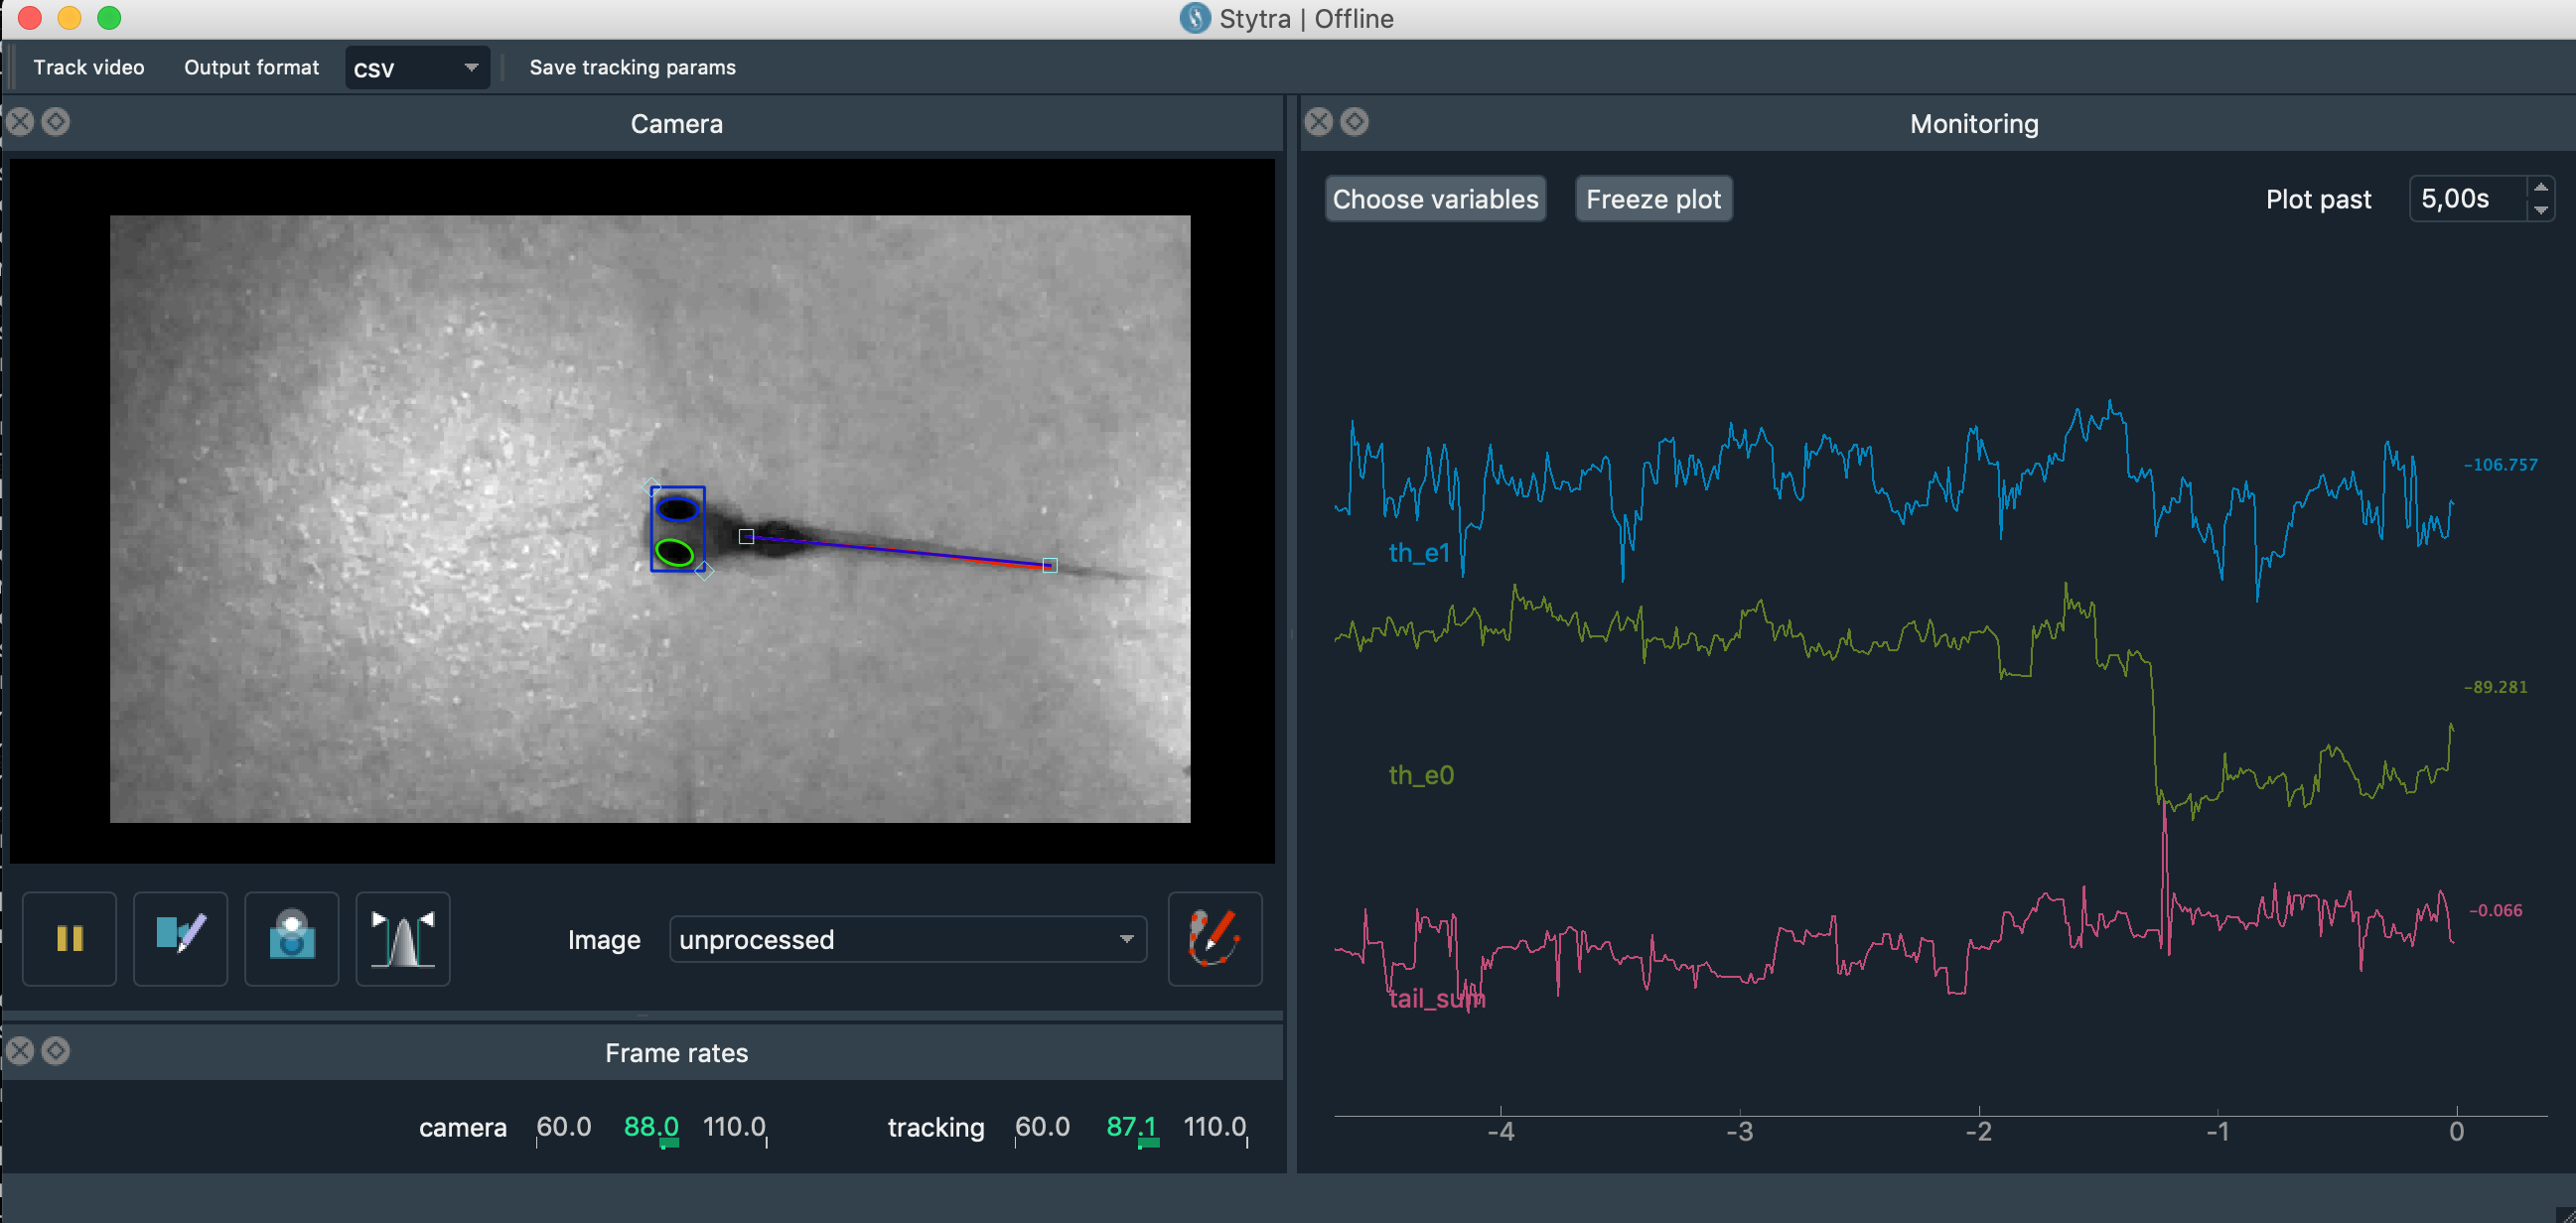 Stytra | Offline
Track video Output format csv Save tracking params
Camera
Monitoring
Choose variables Freeze plot Plot past 5,00s
-106.757
th_e1
-89.281
th_e0
-0.066
tail_sum
Image unprocessed
Frame rates
camera 60.0 88.0 110.0 tracking 60.0 87.1 110.0
-4 -3 -2 -1 0